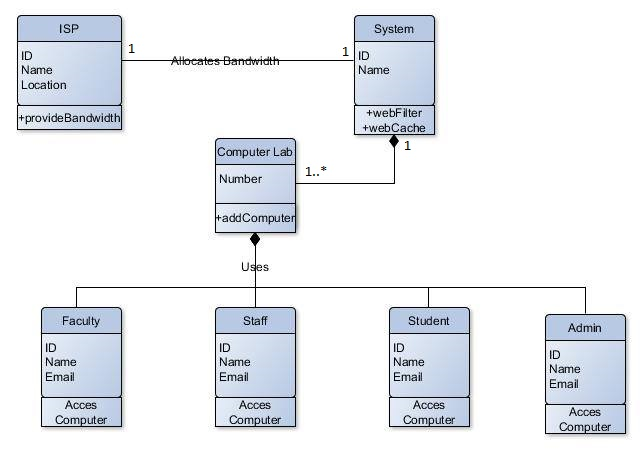 ISP
ID
Name
Location
+provideBandwidth
1
Allocates Bandwidth
1
System
ID
Name
+webFilter
+webCache
1
Computer Lab
Number
+addComputer
1..*
Uses
Faculty
ID
Name
Email
Acces
Computer
Staff
ID
Name
Email
Acces
Computer
Student
ID
Name
Email
Acces
Computer
Admin
ID
Name
Email
Acces
Computer